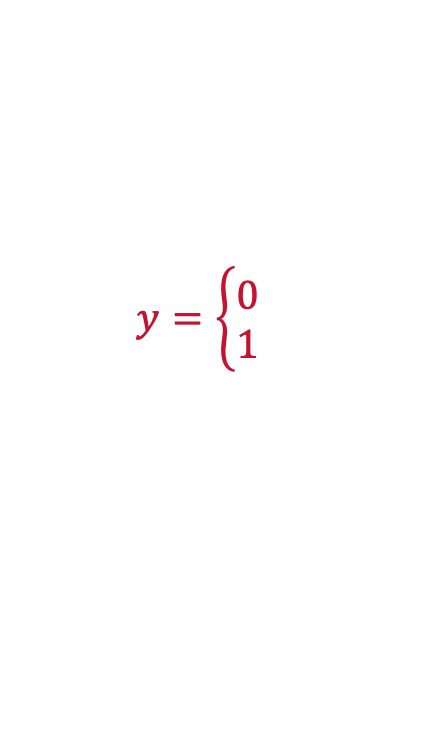 y = {0
1